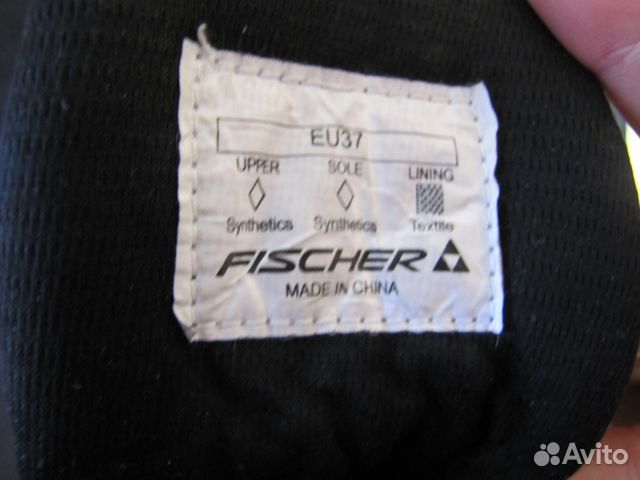 EU37
UPPER SOLE LINING
Synthetics Synthetics Textile
FISCHER
MADE IN CHINA
Avito